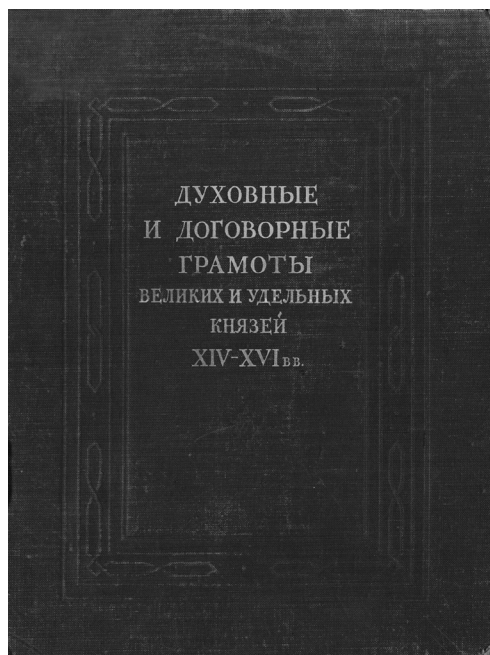 ДУХОВНЫЕ
И ДОГОВОРНЫЕ
ГРАМОТЫ
ВЕЛИКИХ И УДЕЛЬНЫХ
КНЯЗЕЙ
XIV–XVI ВВ.